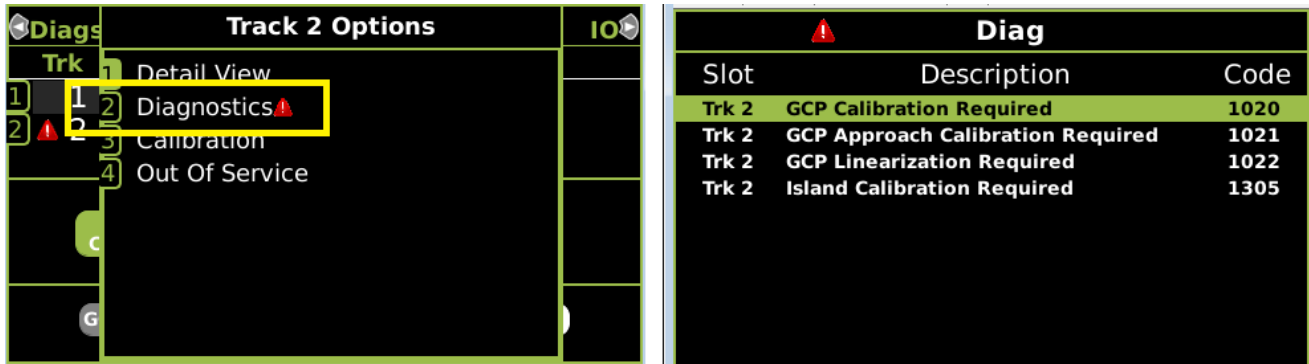 Diags
Track 2 Options
IO
Trk
1 Detail View
1) 1
2) Diagnostics
2) 2
3) Calibration
4) Out Of Service
C
G
Diag
Slot Description Code
Trk 2 GCP Calibration Required 1020
Trk 2 GCP Approach Calibration Required 1021
Trk 2 GCP Linearization Required 1022
Trk 2 Island Calibration Required 1305